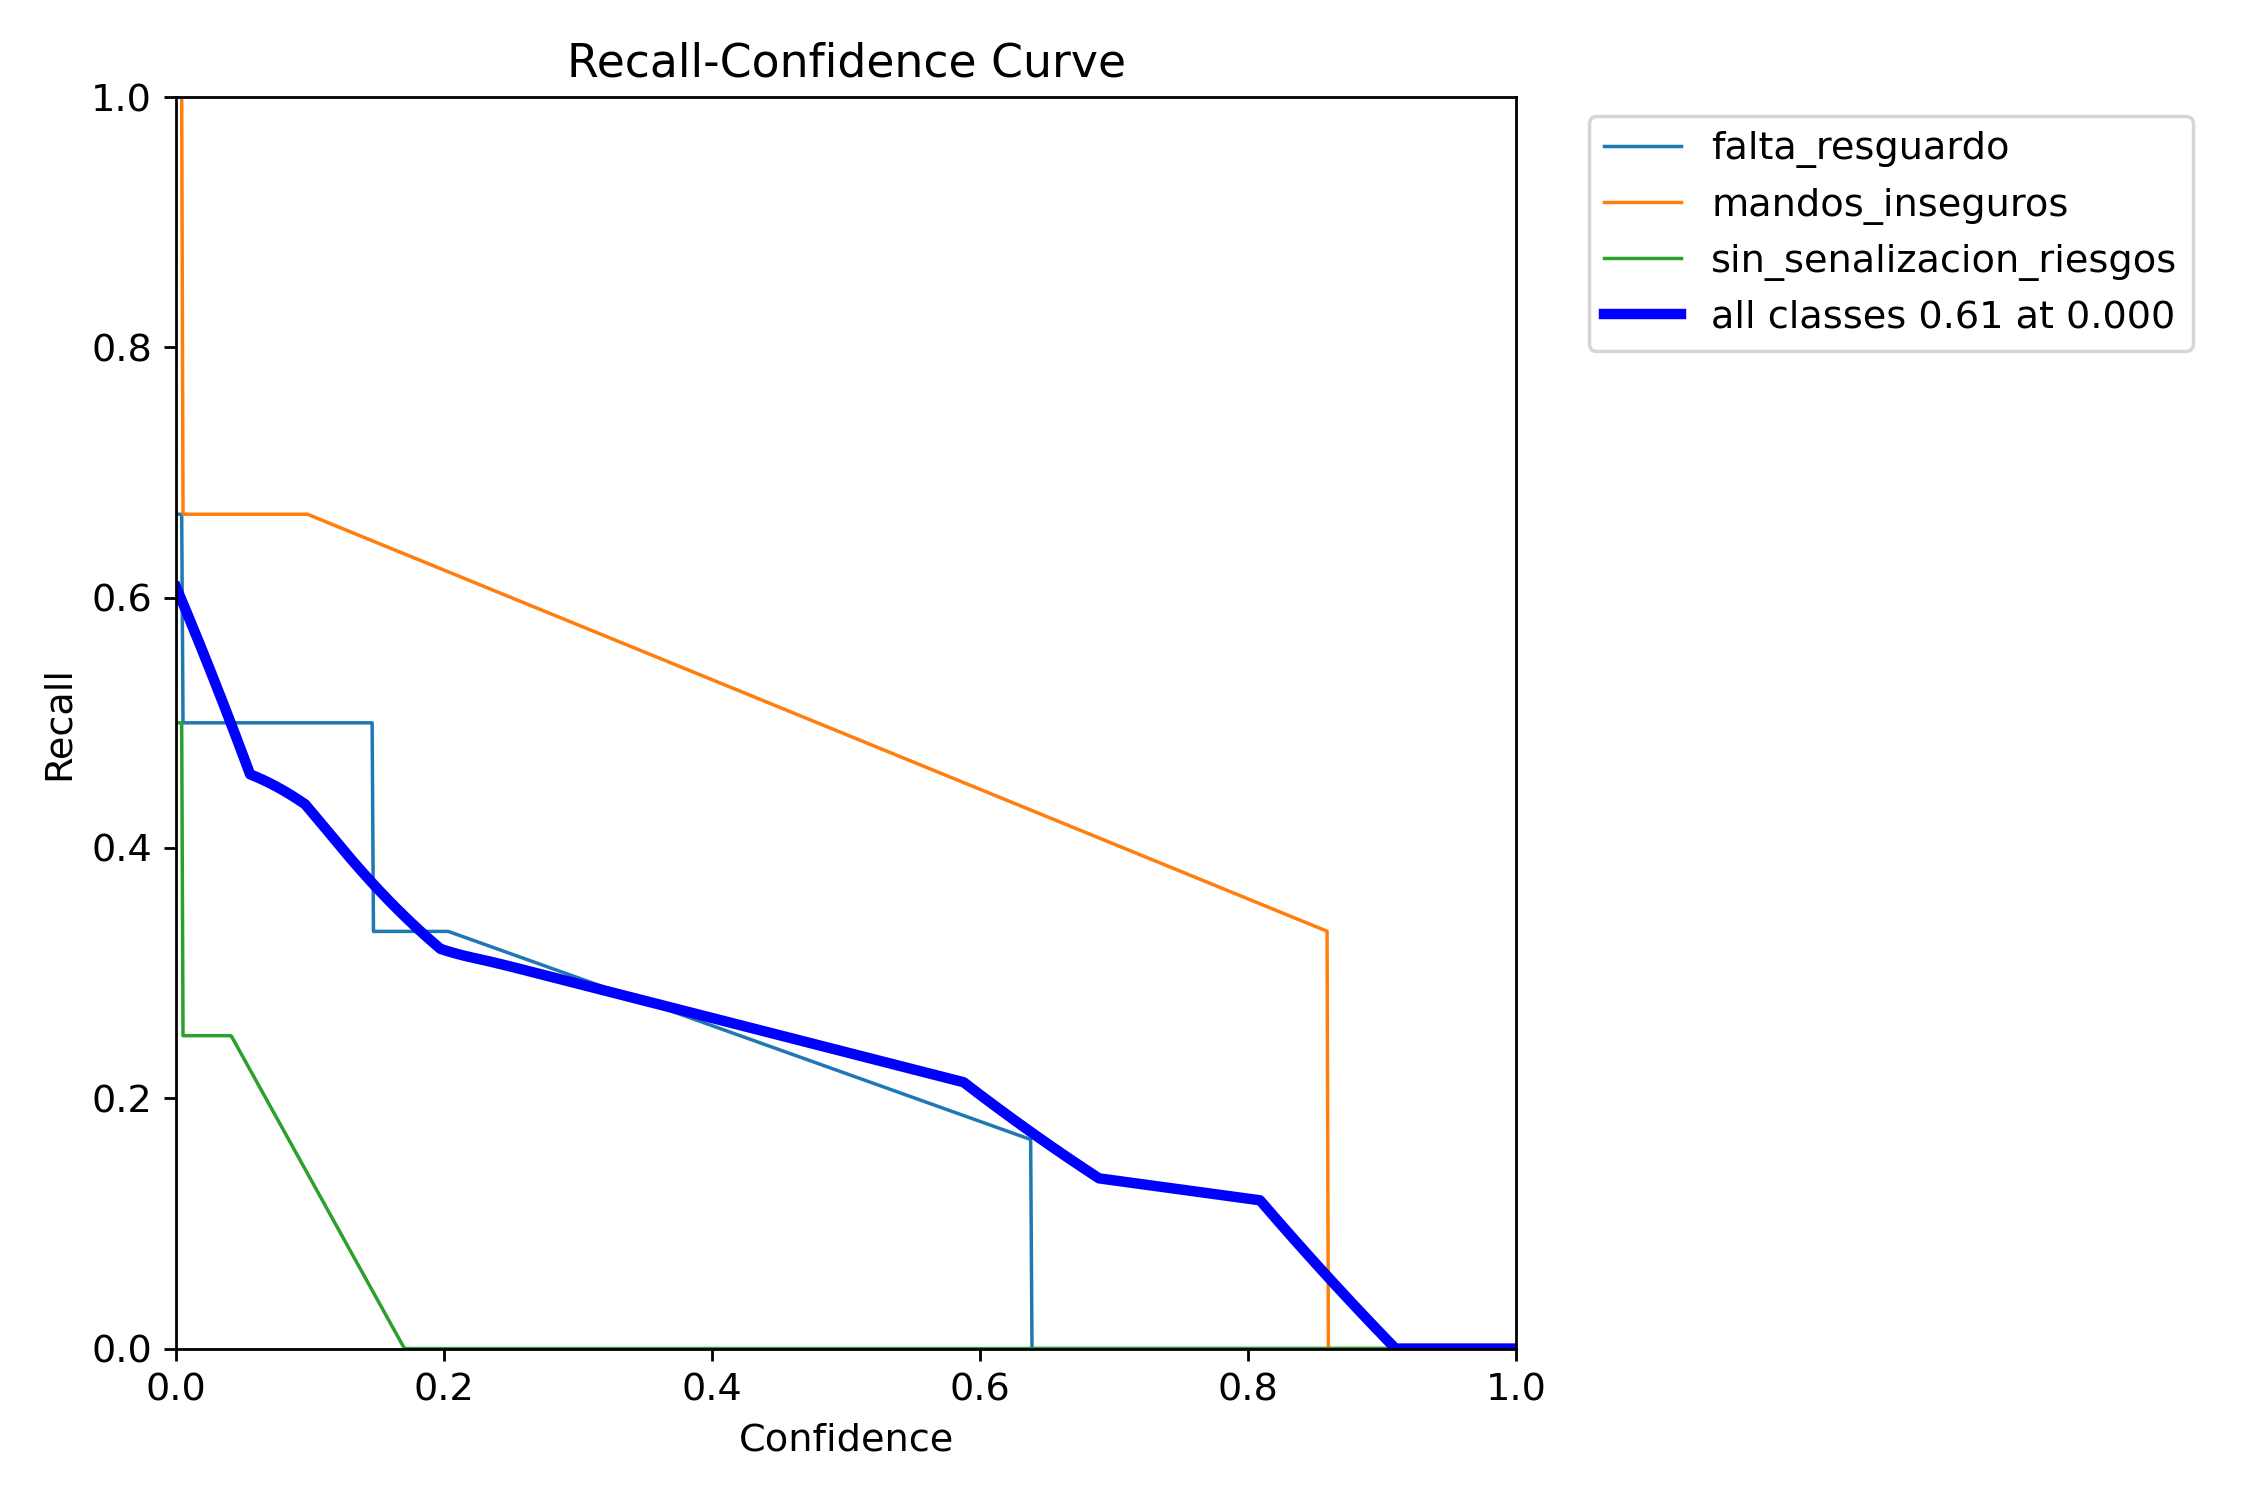 Recall-Confidence Curve
1.0
0.8
0.6
0.4
0.2
0.0
Recall
0.0 0.2 0.4 0.6 0.8 1.0
Confidence
falta_resguardo
mandos_inseguros
sin_senalizacion_riesgos
all classes 0.61 at 0.000